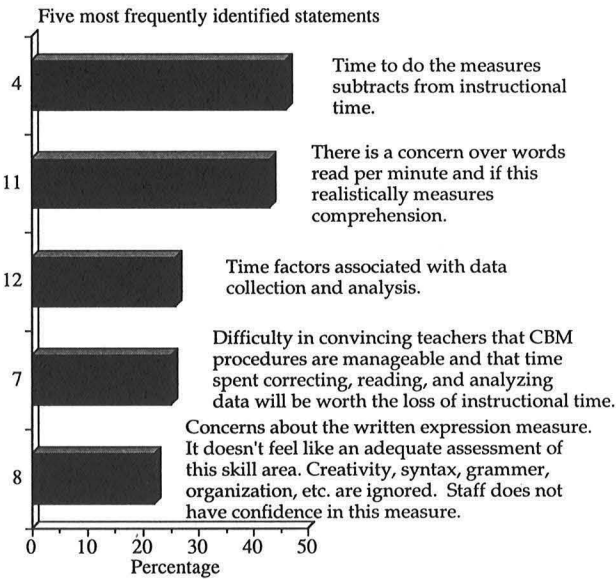 Five most frequently identified statements
4
Time to do the measures
subtracts from instructional
time.
11
There is a concern over words
read per minute and if this
realistically measures
comprehension.
12
Time factors associated with data
collection and analysis.
7
Difficulty in convincing teachers that CBM
procedures are manageable and that time
spent correcting, reading, and analyzing
data will be worth the loss of instructional time.
8
Concerns about the written expression measure.
It doesn't feel like an adequate assessment of
this skill area. Creativity, syntax, grammer,
organization, etc. are ignored. Staff does not
have confidence in this measure.
0 10 20 30 40 50
Percentage